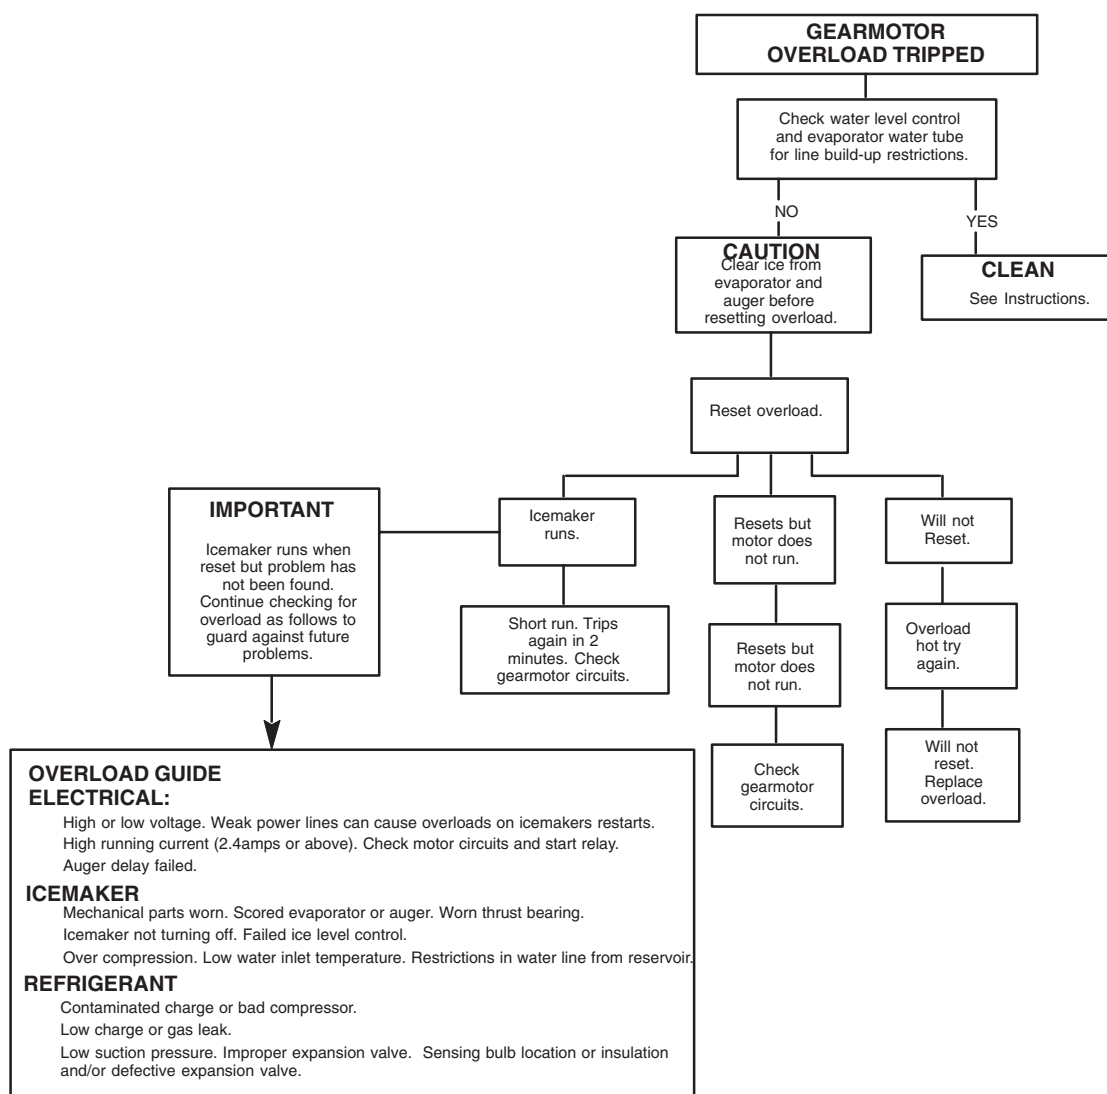 GEARMOTOR
OVERLOAD TRIPPED
Check water level control
and evaporator water tube
for line build-up restrictions.
NO
YES
CAUTION
Clear ice from
evaporator and
auger before
resetting overload.
CLEAN
See Instructions.
Reset overload.
IMPORTANT
Icemaker runs when
reset but problem has
not been found.
Continue checking for
overload as follows to
guard against future
problems.
Icemaker
runs.
Resets but
motor does
not run.
Will not
Reset.
Short run. Trips
again in 2
minutes. Check
gearmotor circuits.
Resets but
motor does
not run.
Overload
hot try
again.
Check
gearmotor
circuits.
Will not
reset.
Replace
overload.
OVERLOAD GUIDE
ELECTRICAL:
High or low voltage. Weak power lines can cause overloads on icemakers restarts.
High running current (2.4amps or above). Check motor circuits and start relay.
Auger delay failed.
ICEMAKER
Mechanical parts worn. Scored evaporator or auger. Worn thrust bearing.
Icemaker not turning off. Failed ice level control.
Over compression. Low water inlet temperature. Restrictions in water line from reservoir.
REFRIGERANT
Contaminated charge or bad compressor.
Low charge or gas leak.
Low suction pressure. Improper expansion valve. Sensing bulb location or insulation
and/or defective expansion valve.